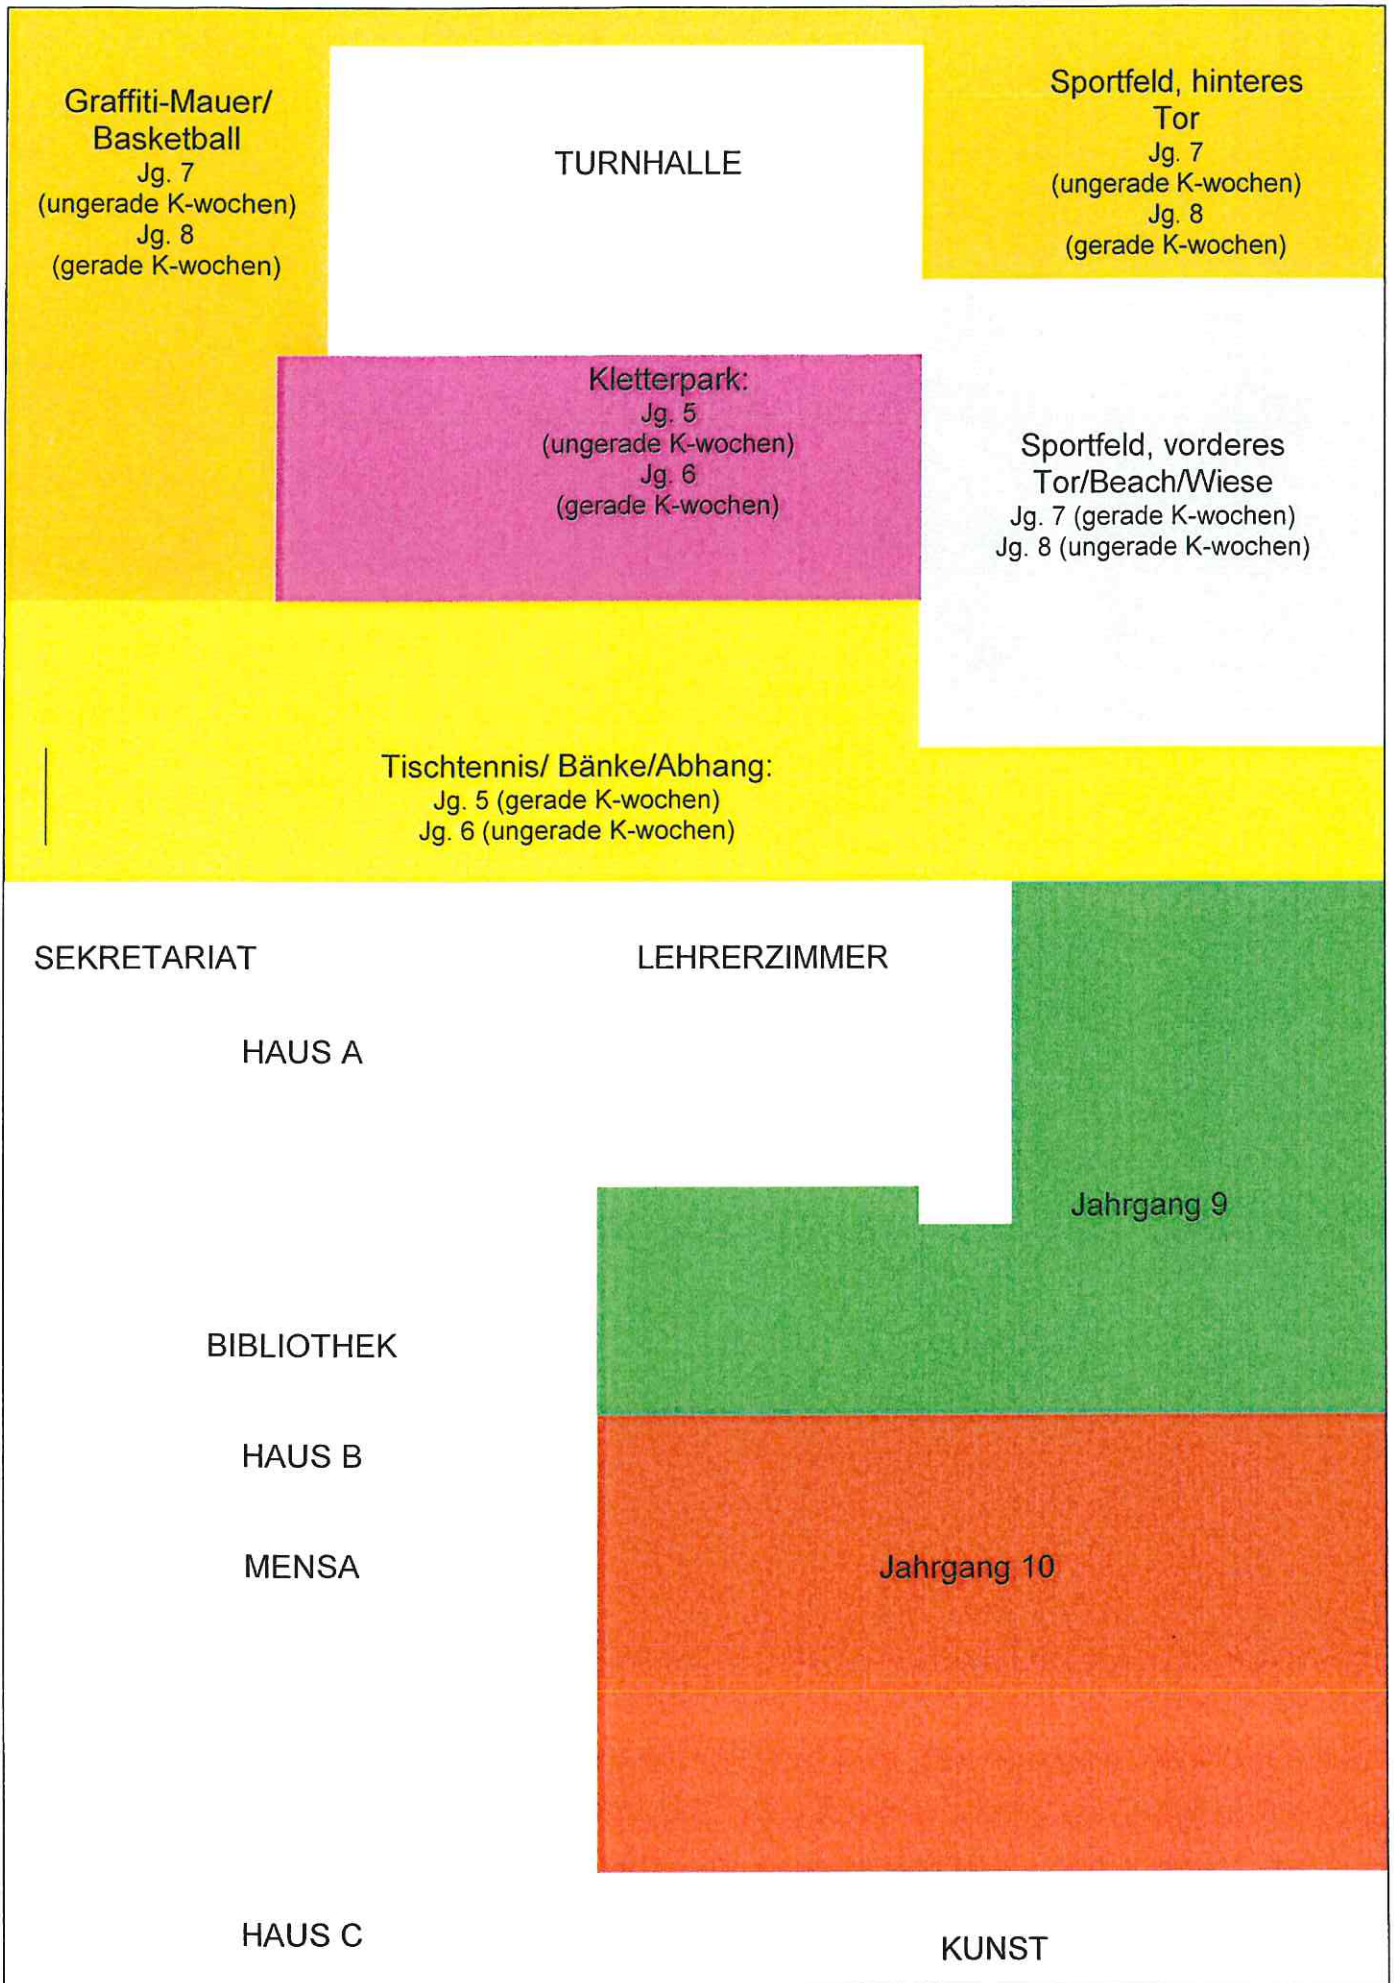 Graffiti-Mauer/
Basketball
Jg. 7
(ungerade K-wochen)
Jg. 8
(gerade K-wochen)
TURNHALLE
Sportfeld, hinteres
Tor
Jg. 7
(ungerade K-wochen)
Jg. 8
(gerade K-wochen)
Kletterpark:
Jg. 5
(ungerade K-wochen)
Jg. 6
(gerade K-wochen)
Sportfeld, vorderes
Tor/Beach/Wiese
Jg. 7 (gerade K-wochen)
Jg. 8 (ungerade K-wochen)
Tischtennis/ Bänke/Abhang:
Jg. 5 (gerade K-wochen)
Jg. 6 (ungerade K-wochen)
SEKRETARIAT
LEHRERZIMMER
HAUS A
Jahrgang 9
BIBLIOTHEK
HAUS B
MENSA
Jahrgang 10
HAUS C
KUNST